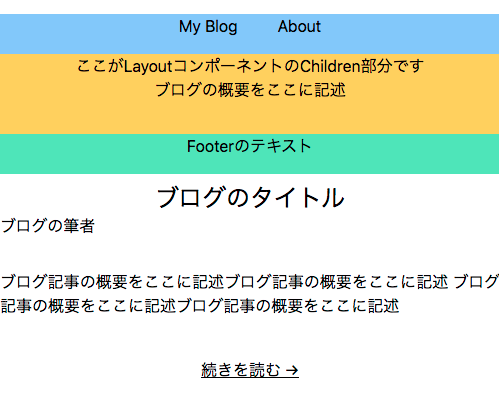 My Blog About
ここがLayoutコンポーネントのChildren部分です
ブログの概要をここに記述
Footerのテキスト
ブログのタイトル
ブログの筆者
ブログ記事の概要をここに記述ブログ記事の概要をここに記述 ブログ
記事の概要をここに記述ブログ記事の概要をここに記述
続きを読む →